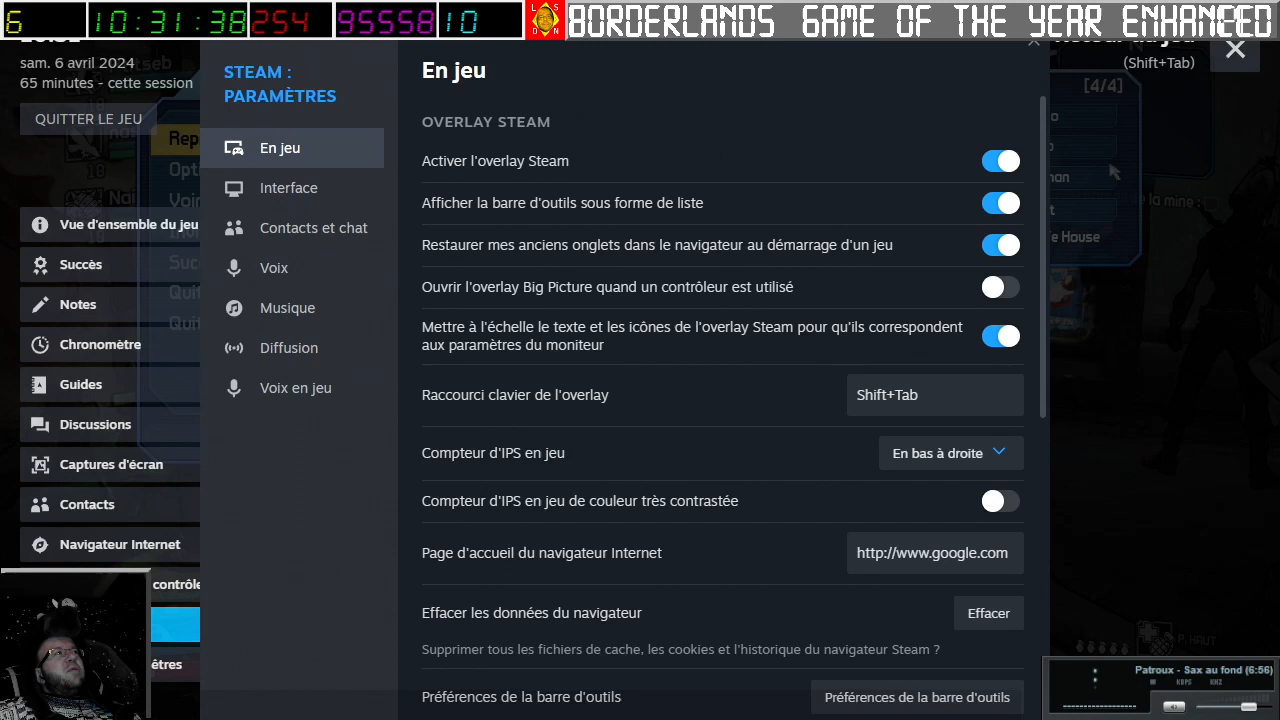 6 10:31:38 254 95558 10 BORDERLANDS GAME OF THE YEAR ENHANCED
sam. 6 avril 2024
65 minutes - cette session
QUITTER LE JEU
(Shift+Tab)
[4/4]
Vue d'ensemble du jeu
Succès
Notes
Chronomètre
Guides
Discussions
Captures d'écran
Contacts
Navigateur Internet
contrôle
êtres
STEAM :
PARAMÈTRES
En jeu
Interface
Contacts et chat
Voix
Musique
Diffusion
Voix en jeu
En jeu
OVERLAY STEAM
Activer l'overlay Steam
Afficher la barre d'outils sous forme de liste
Restaurer mes anciens onglets dans le navigateur au démarrage d'un jeu
Ouvrir l'overlay Big Picture quand un contrôleur est utilisé
Mettre à l'échelle le texte et les icônes de l'overlay Steam pour qu'ils correspondent
aux paramètres du moniteur
Raccourci clavier de l'overlay Shift+Tab
Compteur d'IPS en jeu En bas à droite
Compteur d'IPS en jeu de couleur très contrastée
Page d'accueil du navigateur Internet http://www.google.com
Effacer les données du navigateur Effacer
Supprimer tous les fichiers de cache, les cookies et l'historique du navigateur Steam ?
Préférences de la barre d'outils Préférences de la barre d'outils
la mine :
e House
P. HAUT
Patroux - Sax au fond (6:56)
KBPS KHZ